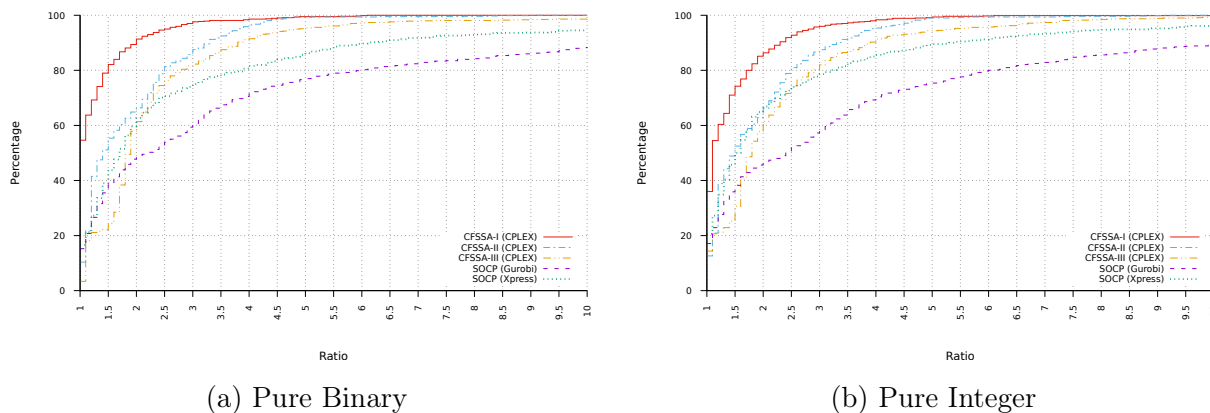 100
80
60
40
20
0
Percentage
CFSSA-I (CPLEX)
CFSSA-II (CPLEX)
CFSSA-III (CPLEX)
SOCP (Gurobi)
SOCP (Xpress)
1 1.5 2 2.5 3 3.5 4 4.5 5 5.5 6 6.5 7 7.5 8 8.5 9 9.5 10
Ratio
(a) Pure Binary
100
80
60
40
20
0
Percentage
CFSSA-I (CPLEX)
CFSSA-II (CPLEX)
CFSSA-III (CPLEX)
SOCP (Gurobi)
SOCP (Xpress)
1 1.5 2 2.5 3 3.5 4 4.5 5 5.5 6 6.5 7 7.5 8 8.5 9 9.5
Ratio
(b) Pure Integer